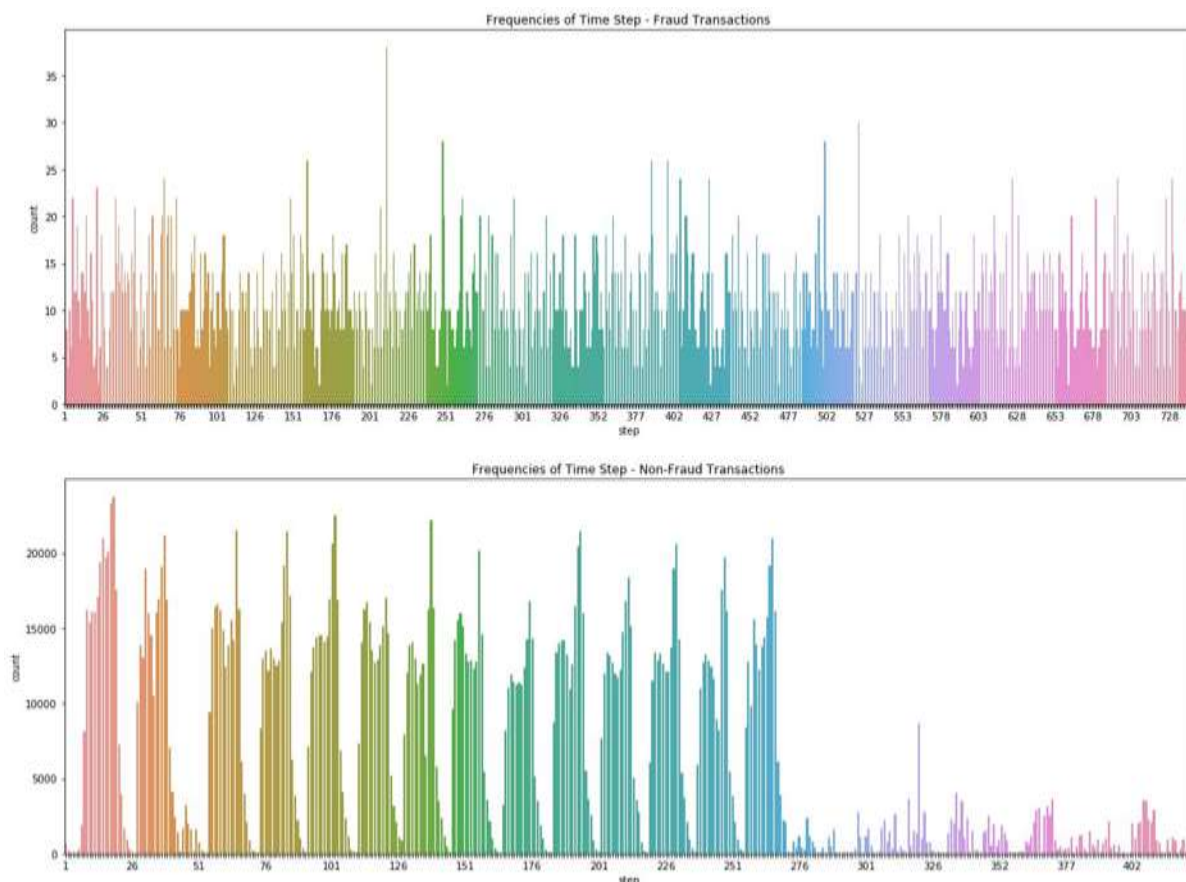 Frequencies of Time Step - Fraud Transactions
35
30
25
20
15
10
5
0
count
1 26 51 76 101 126 151 176 201 226 251 276 301 326 352 377 402 427 452 477 502 527 553 578 603 628 653 678 703 728
step
Frequencies of Time Step - Non-Fraud Transactions
20000
15000
10000
5000
0
count
1 26 51 76 101 126 151 176 201 226 251 276 301 326 352 377 402
step